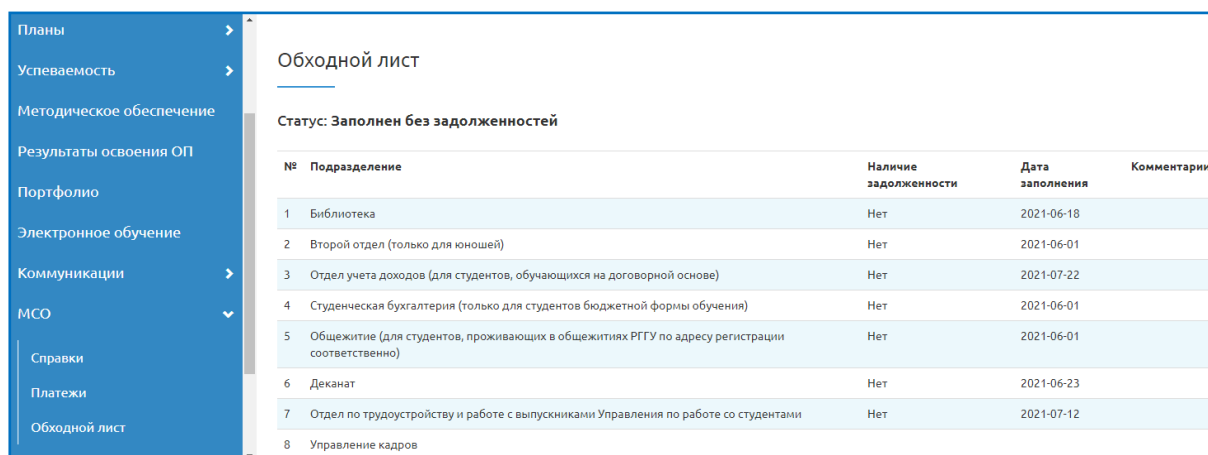 Планы
Успеваемость
Методическое обеспечение
Результаты освоения ОП
Портфолио
Электронное обучение
Коммуникации
МСО
Справки
Платежи
Обходной лист
Обходной лист
Статус: Заполнен без задолженностей
№ Подразделение Наличие задолженности Дата заполнения Комментарии
1 Библиотека Нет 2021-06-18
2 Второй отдел (только для юношей) Нет 2021-06-01
3 Отдел учета доходов (для студентов, обучающихся на договорной основе) Нет 2021-07-22
4 Студенческая бухгалтерия (только для студентов бюджетной формы обучения) Нет 2021-06-01
5 Общежитие (для студентов, проживающих в общежитиях РГГУ по адресу регистрации Нет 2021-06-01
соответственно)
6 Деканат Нет 2021-06-23
7 Отдел по трудоустройству и работе с выпускниками Управления по работе со студентами Нет 2021-07-12
8 Управление кадров